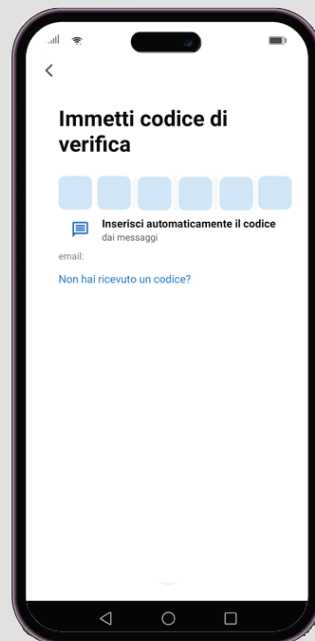 Immetti codice di
verifica
Inserisci automaticamente il codice
dai messaggi
email:
Non hai ricevuto un codice?